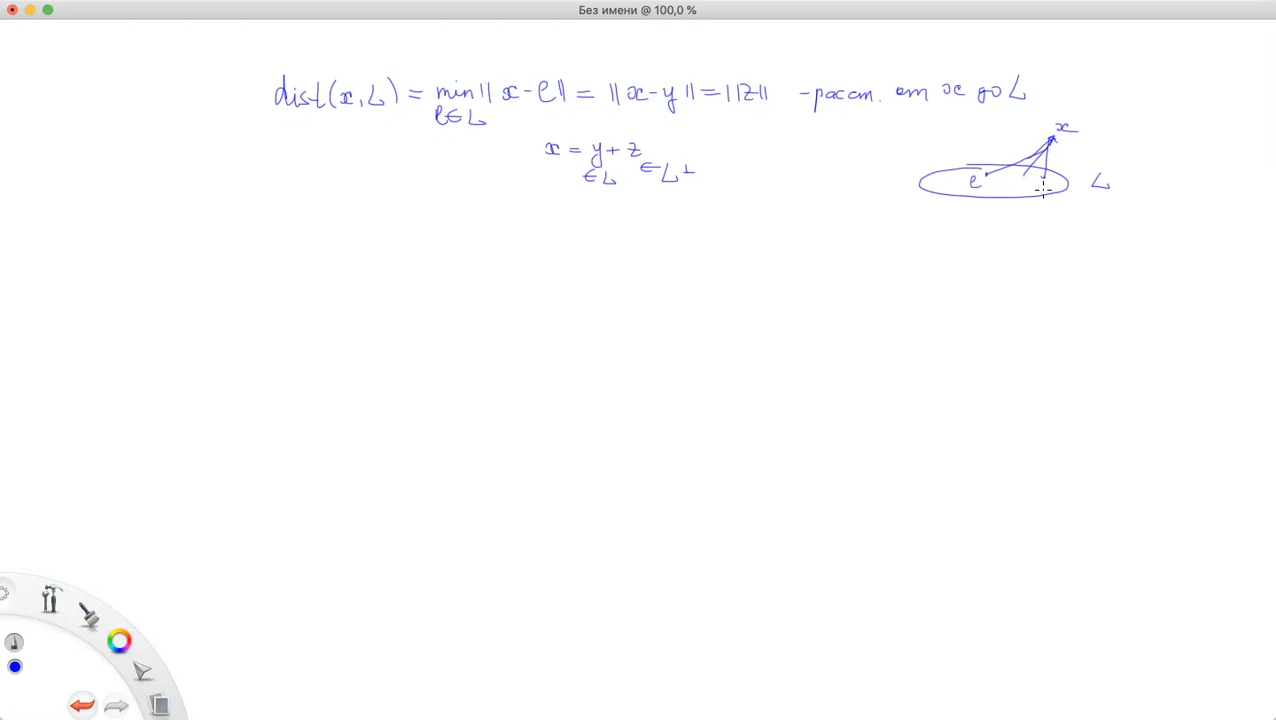 Без имени @ 100,0 %
dist(x, L) = min || x - l || = || x - y || = ||z|| - расст. от x до L
l ∈ L
x = y + z
∈ L ∈ L⊥
x
l L